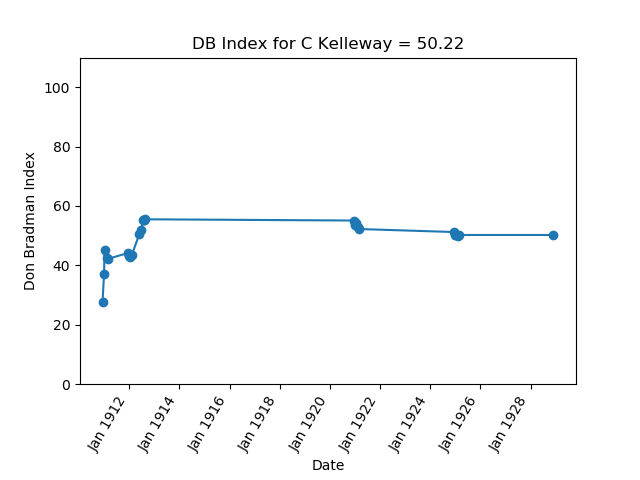 DB Index for C Kelleway = 50.22
Don Bradman Index
100
80
60
40
20
0
Jan 1912
Jan 1914
Jan 1916
Jan 1918
Jan 1920
Jan 1922
Jan 1924
Jan 1926
Jan 1928
Date